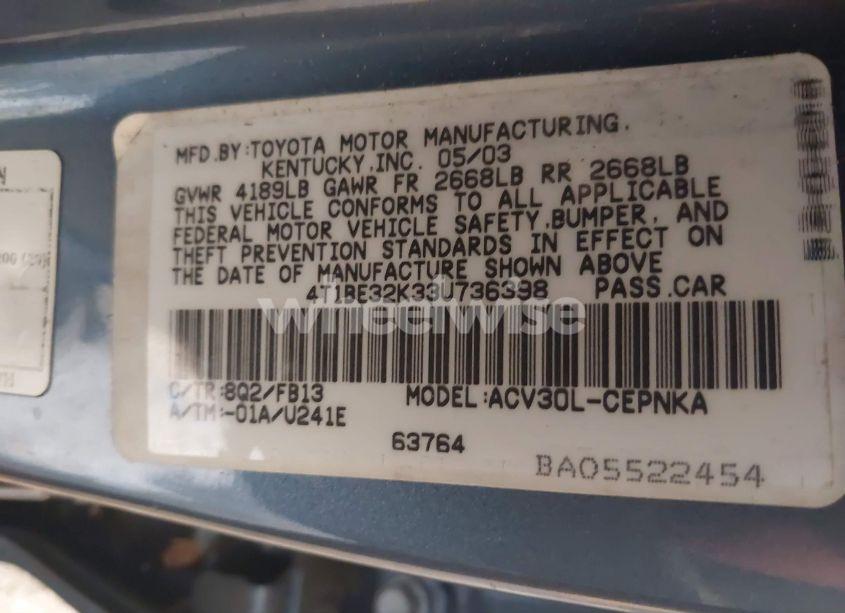 MFD.BY:TOYOTA MOTOR MANUFACTURING,
KENTUCKY,INC. 05/03
GVWR 4189LB GAWR FR 2668LB RR 2668LB
THIS VEHICLE CONFORMS TO ALL APPLICABLE
FEDERAL MOTOR VEHICLE SAFETY,BUMPER, AND
THEFT PREVENTION STANDARDS IN EFFECT ON
THE DATE OF MANUFACTURE SHOWN ABOVE
4T1BE32K33U736398 PASS.CAR
wheelwise
C/TR:8Q2/FB13 MODEL:ACV30L-CEPNKA
A/TM:-01A/U241E
63764
BA05522454